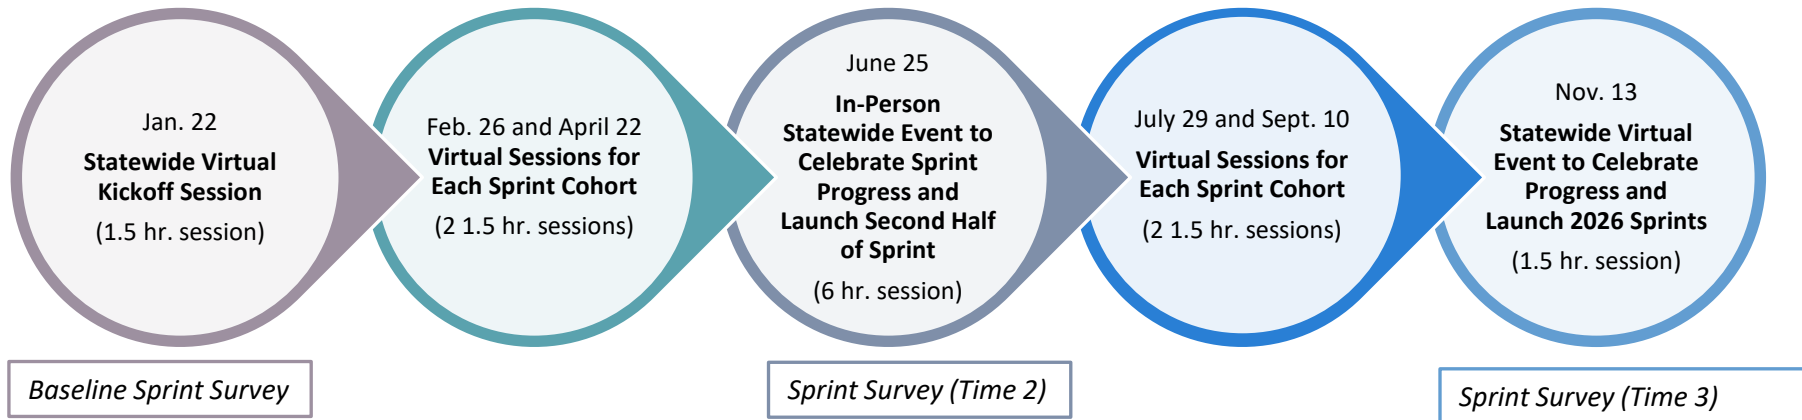 Jan. 22
Statewide Virtual
Kickoff Session
(1.5 hr. session)
Feb. 26 and April 22
Virtual Sessions for
Each Sprint Cohort
(2 1.5 hr. sessions)
June 25
In-Person
Statewide Event to
Celebrate Sprint
Progress and
Launch Second Half
of Sprint
(6 hr. session)
July 29 and Sept. 10
Virtual Sessions for
Each Sprint Cohort
(2 1.5 hr. sessions)
Nov. 13
Statewide Virtual
Event to Celebrate
Progress and
Launch 2026 Sprints
(1.5 hr. session)
Baseline Sprint Survey
Sprint Survey (Time 2)
Sprint Survey (Time 3)